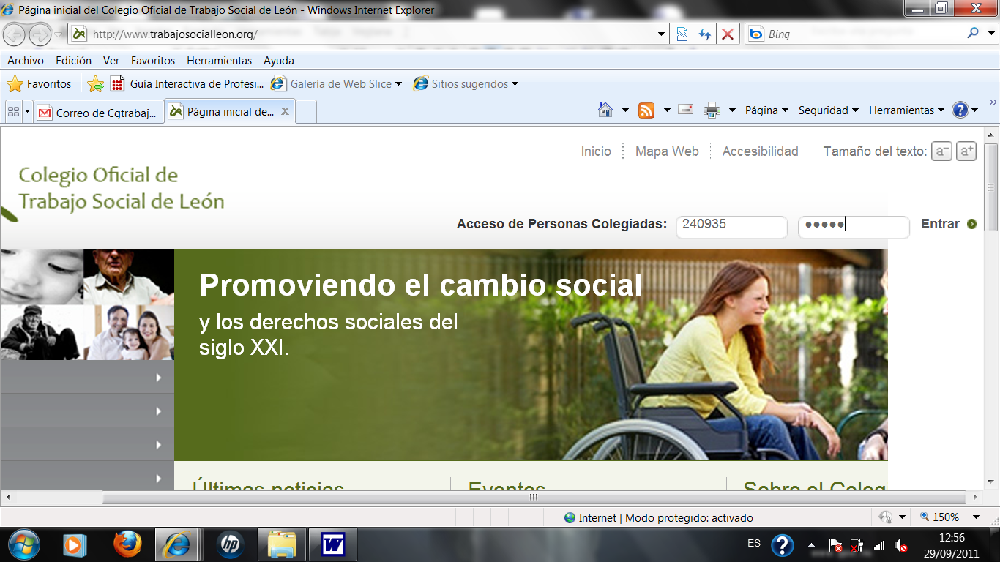 Página inicial del Colegio Oficial de Trabajo Social de León - Windows Internet Explorer
http://www.trabajosocialleon.org/
Bing
Archivo Edición Ver Favoritos Herramientas Ayuda
Favoritos Guía Interactiva de Profesi... Galería de Web Slice Sitios sugeridos
Correo de Cgtrabaj... Página inicial de... Página Seguridad Herramientas
Inicio Mapa Web Accesibilidad Tamaño del texto: a- a+
Colegio Oficial de
Trabajo Social de León
Acceso de Personas Colegiadas: 240935 ●●●●● Entrar
Promoviendo el cambio social
y los derechos sociales del
siglo XXI.
Últimas noticias Eventos Sobre el Coleg
Internet | Modo protegido: activado 150%
ES 12:56
29/09/2011